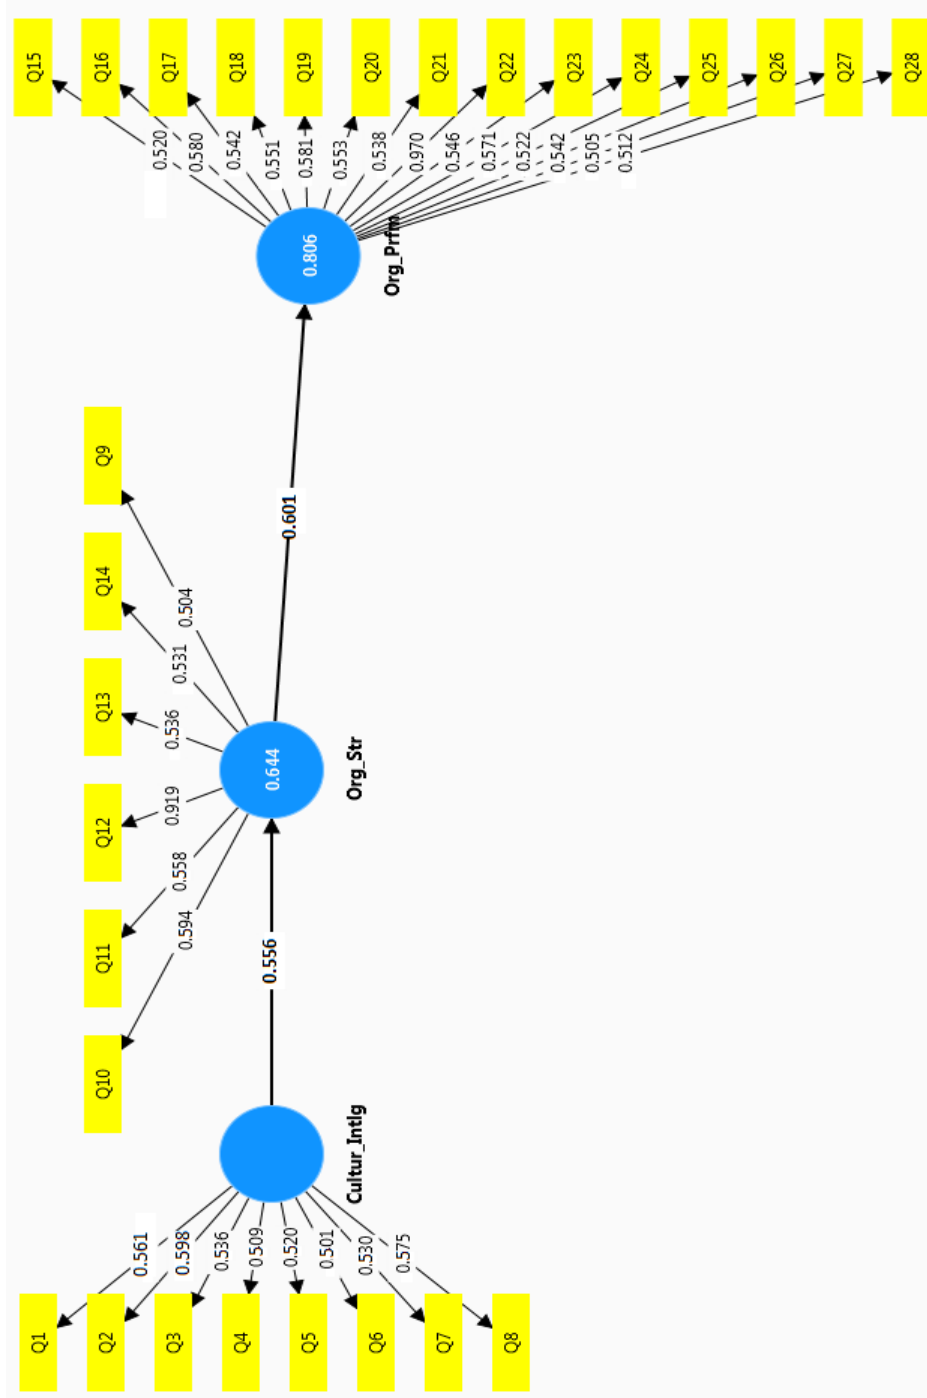 Q15
Q16
Q17
Q18
Q19
Q20
Q21
Q22
Q23
Q24
Q25
Q26
Q27
Q28
0.520
0.580
0.542
0.551
0.581
0.553
0.538
0.970
0.546
0.571
0.522
0.542
0.505
0.512
0.806
Org_Prfm
0.601
Q9
Q14
Q13
Q12
Q11
Q10
0.504
0.531
0.536
0.919
0.558
0.594
0.644
Org_Str
0.556
Cultur_Intlg
0.561
0.598
0.536
0.509
0.520
0.501
0.530
0.575
Q1
Q2
Q3
Q4
Q5
Q6
Q7
Q8